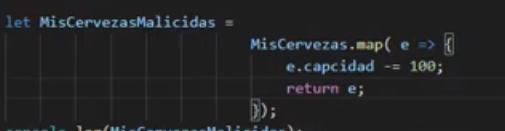 let MisCervezasMalicidas =
MisCervezas.map( e => {
e.capcidad -= 100;
return e;
});
console.log(MisCervezasMalicidas);